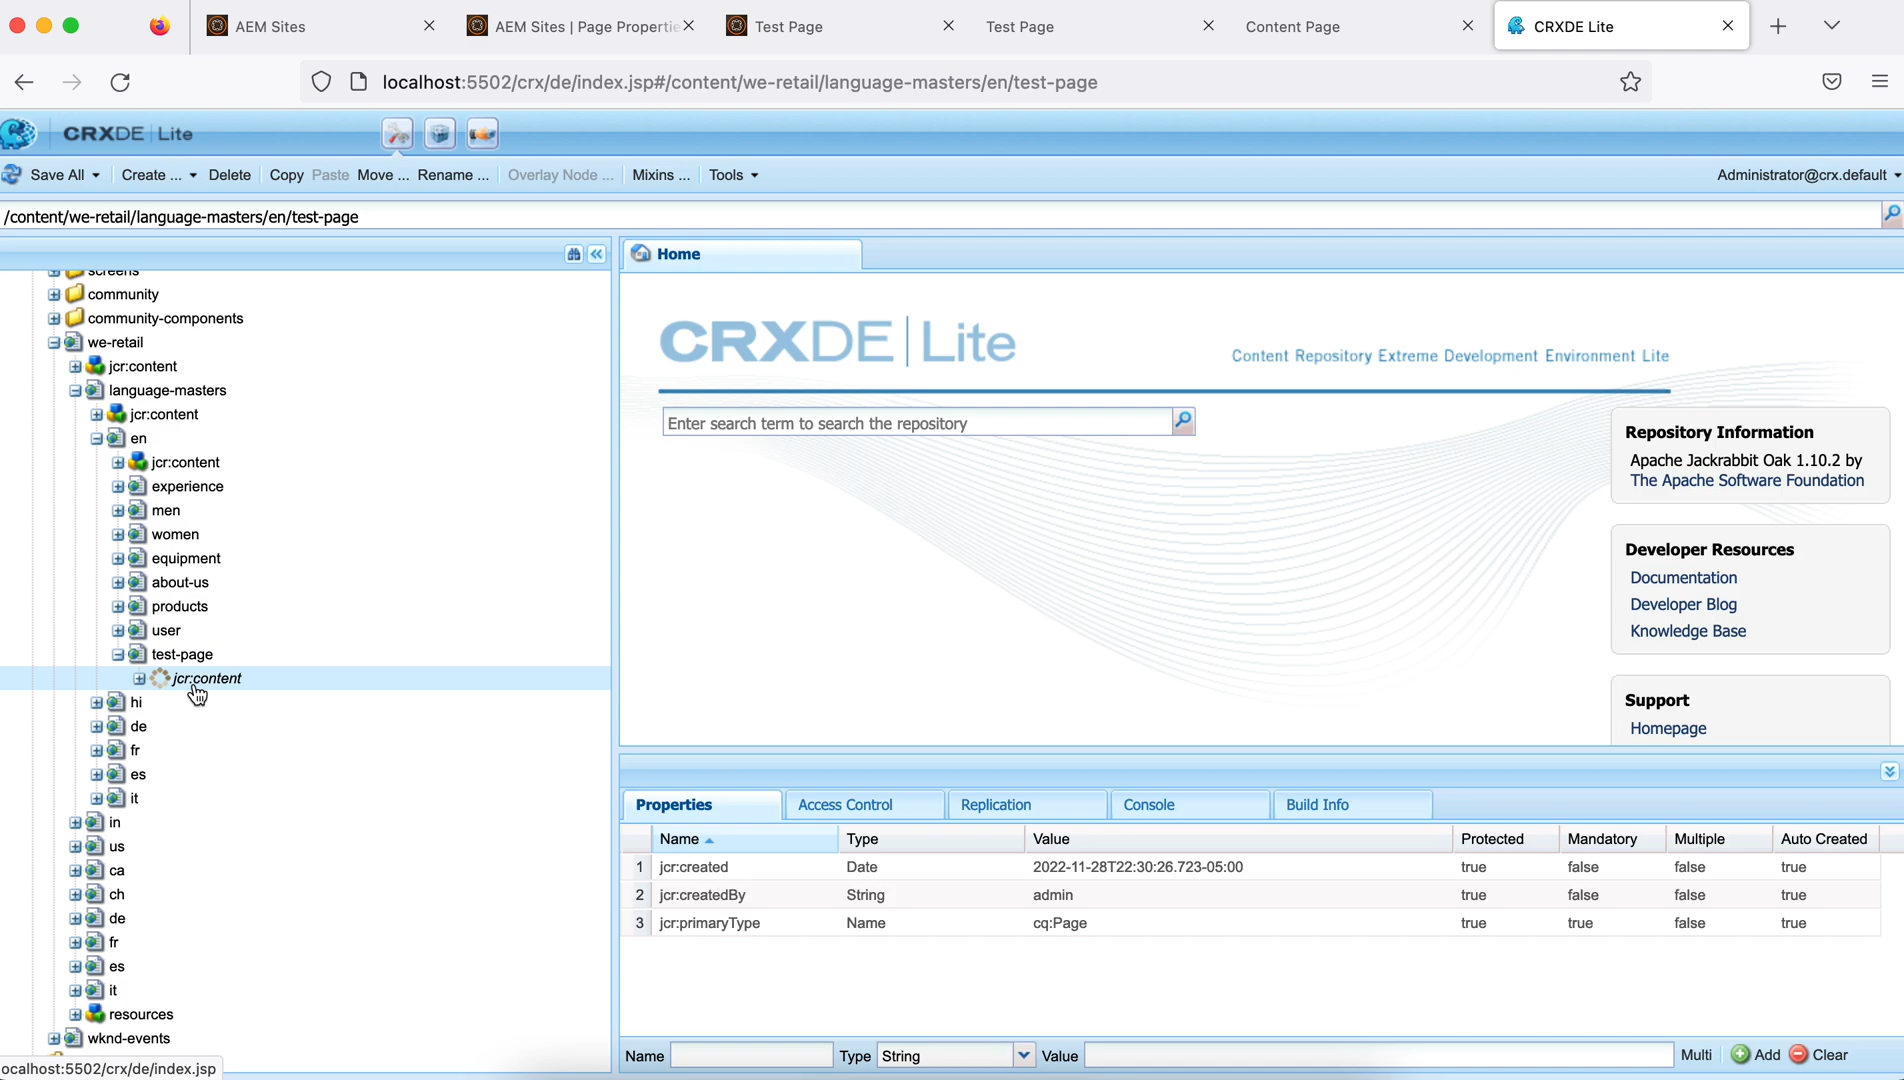 AEM Sites
AEM Sites | Page Propertie
Test Page
Test Page
Content Page
CRXDE Lite
localhost:5502/crx/de/index.jsp#/content/we-retail/language-masters/en/test-page
CRXDE | Lite
Save All
Create ...
Delete
Copy
Paste
Move ...
Rename ...
Overlay Node ...
Mixins ...
Tools
Administrator@crx.default
/content/we-retail/language-masters/en/test-page
screens
community
community-components
we-retail
jcr:content
language-masters
jcr:content
en
jcr:content
experience
men
women
equipment
about-us
products
user
test-page
jcr:content
hi
de
fr
es
it
in
us
ca
ch
de
fr
es
it
resources
wknd-events
ocalhost:5502/crx/de/index.jsp
Home
CRXDE | Lite
Content Repository Extreme Development Environment Lite
Enter search term to search the repository
Repository Information
Apache Jackrabbit Oak 1.10.2 by
The Apache Software Foundation
Developer Resources
Documentation
Developer Blog
Knowledge Base
Support
Homepage
Properties
Access Control
Replication
Console
Build Info
Name Type Value Protected Mandatory Multiple Auto Created
1 jcr:created Date 2022-11-28T22:30:26.723-05:00 true false false true
2 jcr:createdBy String admin true false false true
3 jcr:primaryType Name cq:Page true true false true
Name Type String Value Multi Add Clear